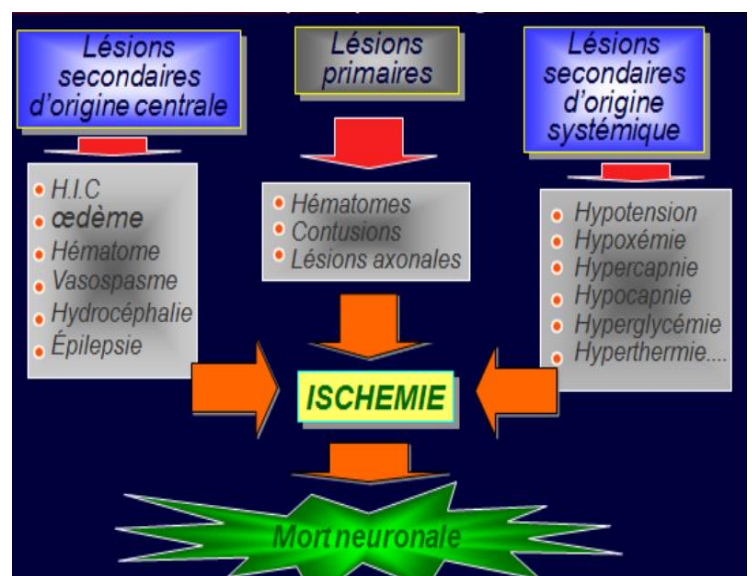 Lésions
secondaires
d'origine centrale
H.I.C
œdème
Hématome
Vasospasme
Hydrocéphalie
Épilepsie
Lésions
primaires
Hématomes
Contusions
Lésions axonales
Lésions
secondaires
d'origine
systémique
Hypotension
Hypoxémie
Hypercapnie
Hypocapnie
Hyperglycémie
Hyperthermie....
ISCHEMIE
Mort neuronale